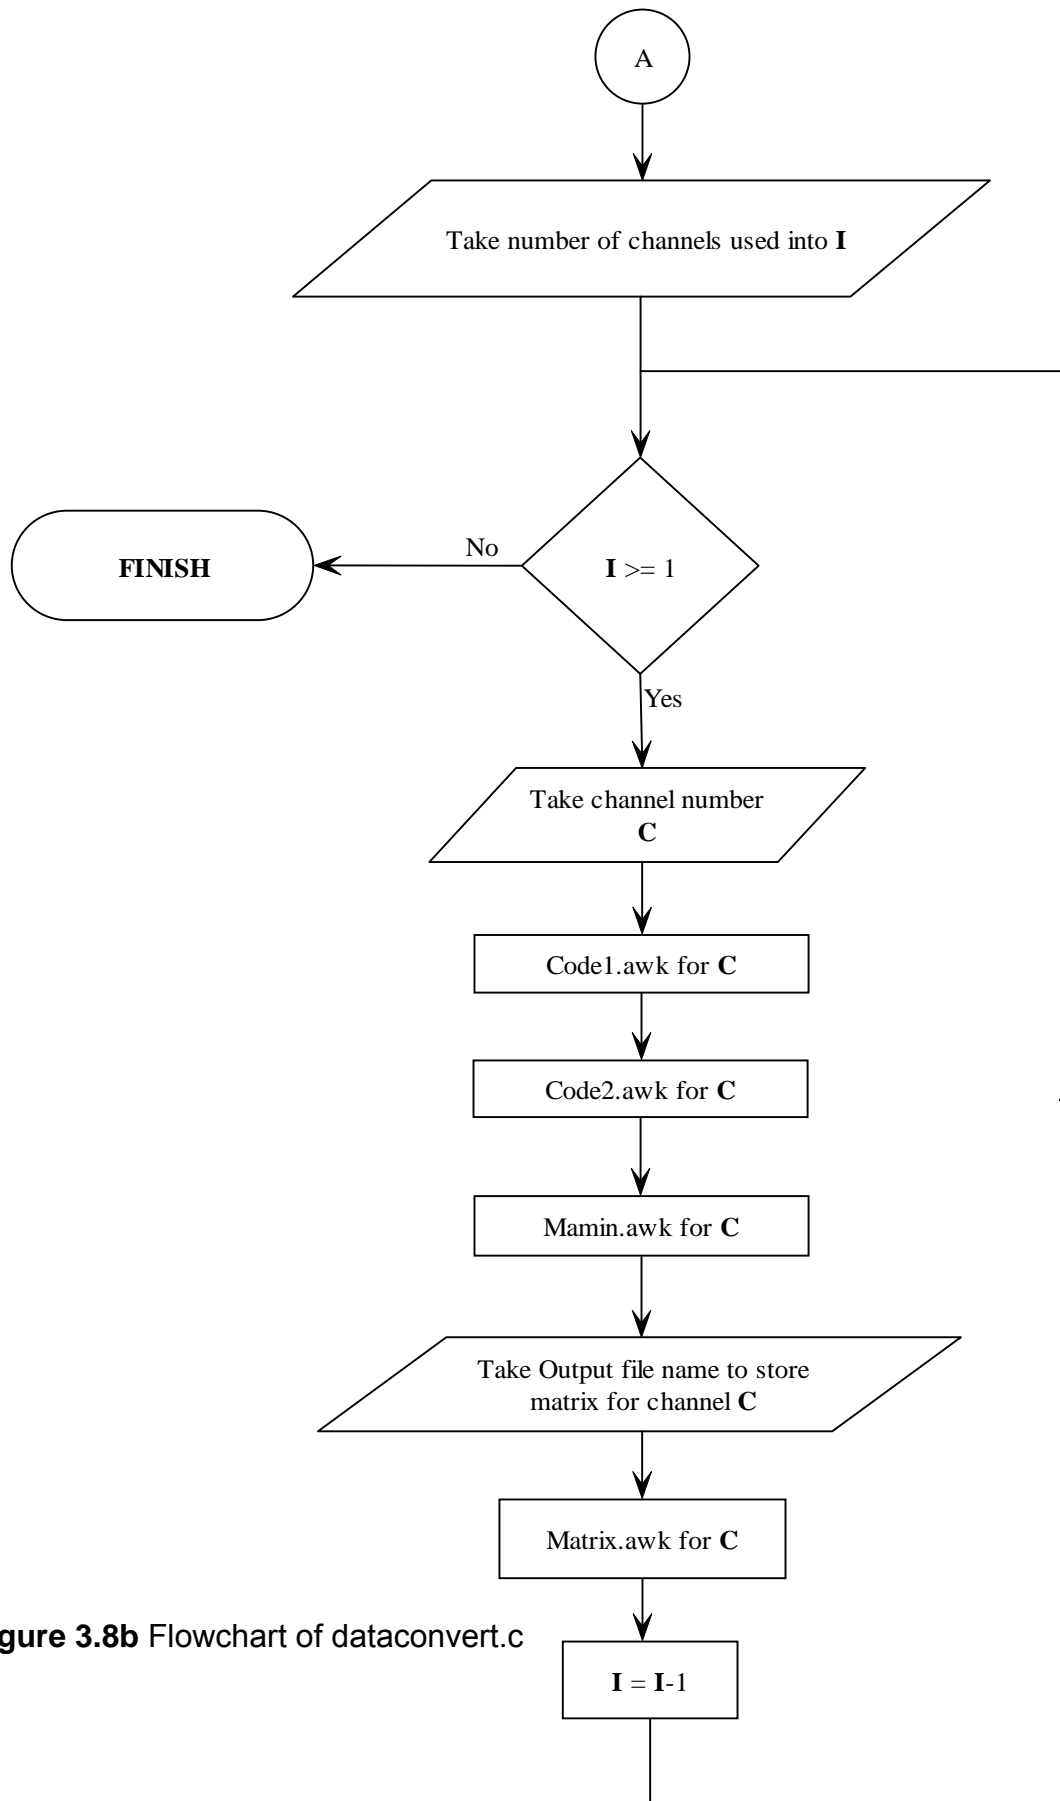 A
Take number of channels used into I
No
FINISH
I >= 1
Yes
Take channel number
C
Code1.awk for C
Code2.awk for C
Mamin.awk for C
Take Output file name to store
matrix for channel C
Matrix.awk for C
gure 3.8b Flowchart of dataconvert.c
I = I-1